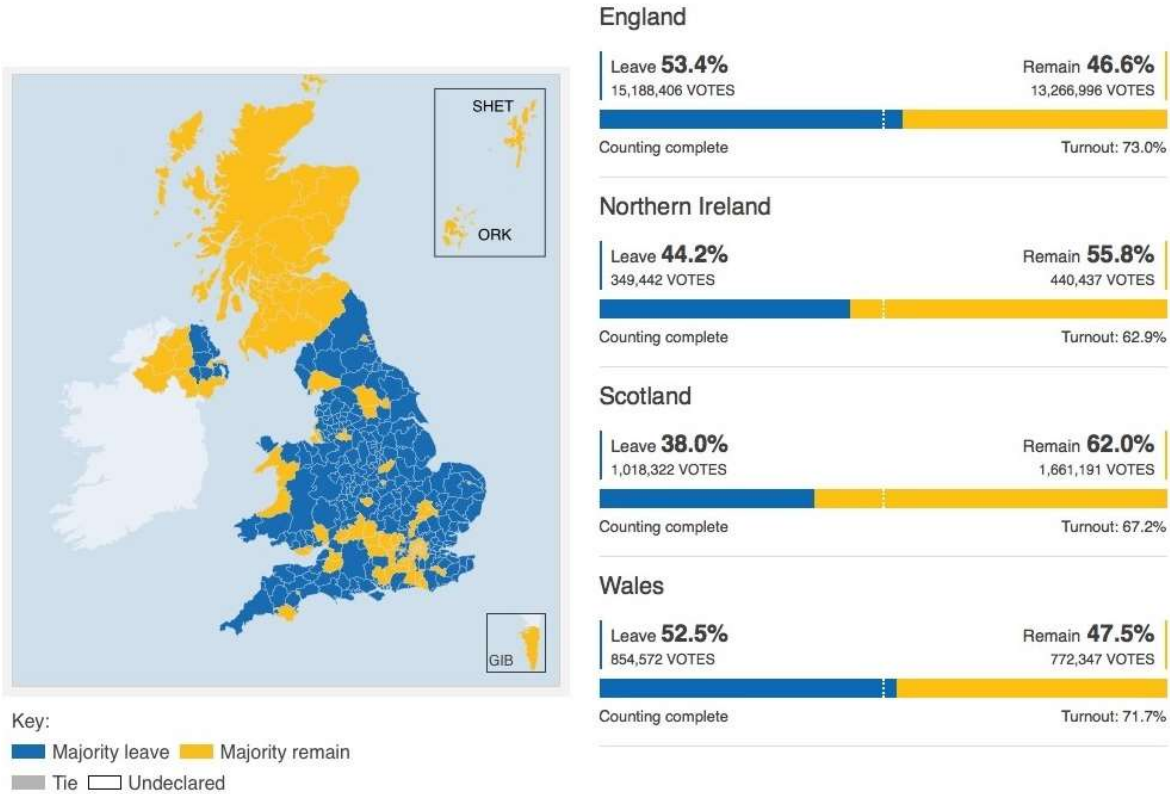 SHET
ORK
GIB
Key:
Majority leave Majority remain
Tie Undeclared
England
Leave 53.4% Remain 46.6%
15,188,406 VOTES 13,266,996 VOTES
Counting complete Turnout: 73.0%
Northern Ireland
Leave 44.2% Remain 55.8%
349,442 VOTES 440,437 VOTES
Counting complete Turnout: 62.9%
Scotland
Leave 38.0% Remain 62.0%
1,018,322 VOTES 1,661,191 VOTES
Counting complete Turnout: 67.2%
Wales
Leave 52.5% Remain 47.5%
854,572 VOTES 772,347 VOTES
Counting complete Turnout: 71.7%